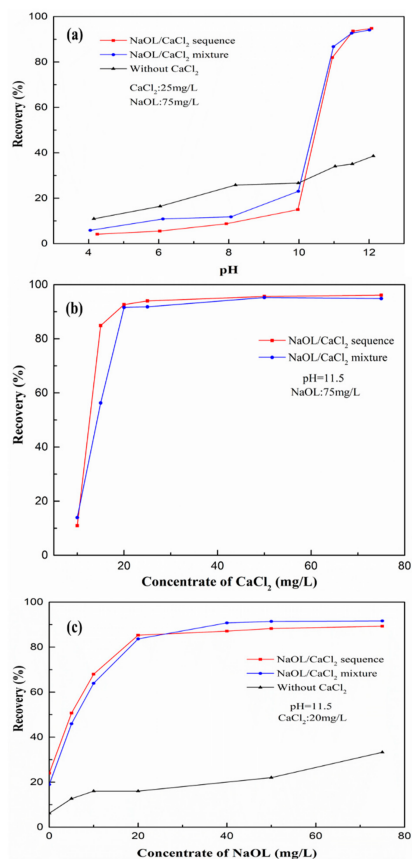 (a)
NaOL/CaCl₂ sequence
NaOL/CaCl₂ mixture
Without CaCl₂
CaCl₂:25mg/L
NaOL:75mg/L
Recovery (%)
100
80
60
40
20
0
4 6 8 10 12
pH
(b)
NaOL/CaCl₂ sequence
NaOL/CaCl₂ mixture
pH=11.5
NaOL:75mg/L
Recovery (%)
100
80
60
40
20
0
0 20 40 60 80
Concentrate of CaCl₂ (mg/L)
(c)
NaOL/CaCl₂ sequence
NaOL/CaCl₂ mixture
Without CaCl₂
pH=11.5
CaCl₂:20mg/L
Recovery (%)
100
80
60
40
20
0
0 20 40 60 80
Concentrate of NaOL (mg/L)